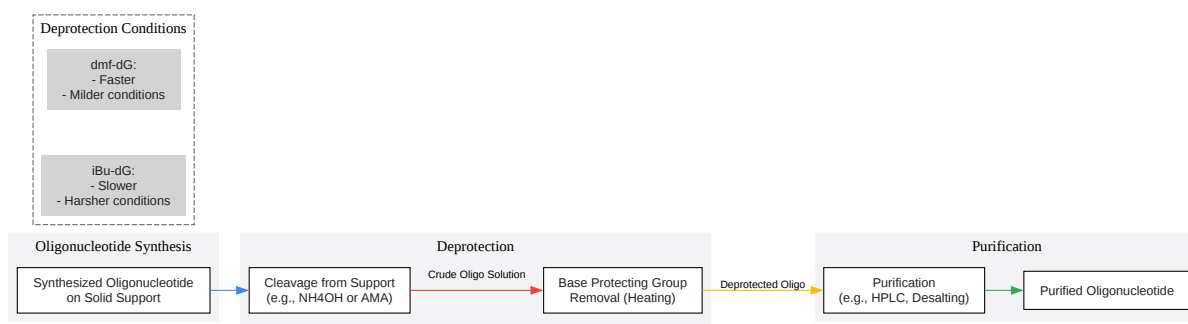 Deprotection Conditions
dmf-dG:
- Faster
- Milder conditions
iBu-dG:
- Slower
- Harsher conditions
Oligonucleotide Synthesis
Synthesized Oligonucleotide
on Solid Support
Deprotection
Cleavage from Support
(e.g., NH4OH or AMA)
Crude Oligo Solution
Base Protecting Group
Removal (Heating)
Deprotected Oligo
Purification
Purification
(e.g., HPLC, Desalting)
Purified Oligonucleotide